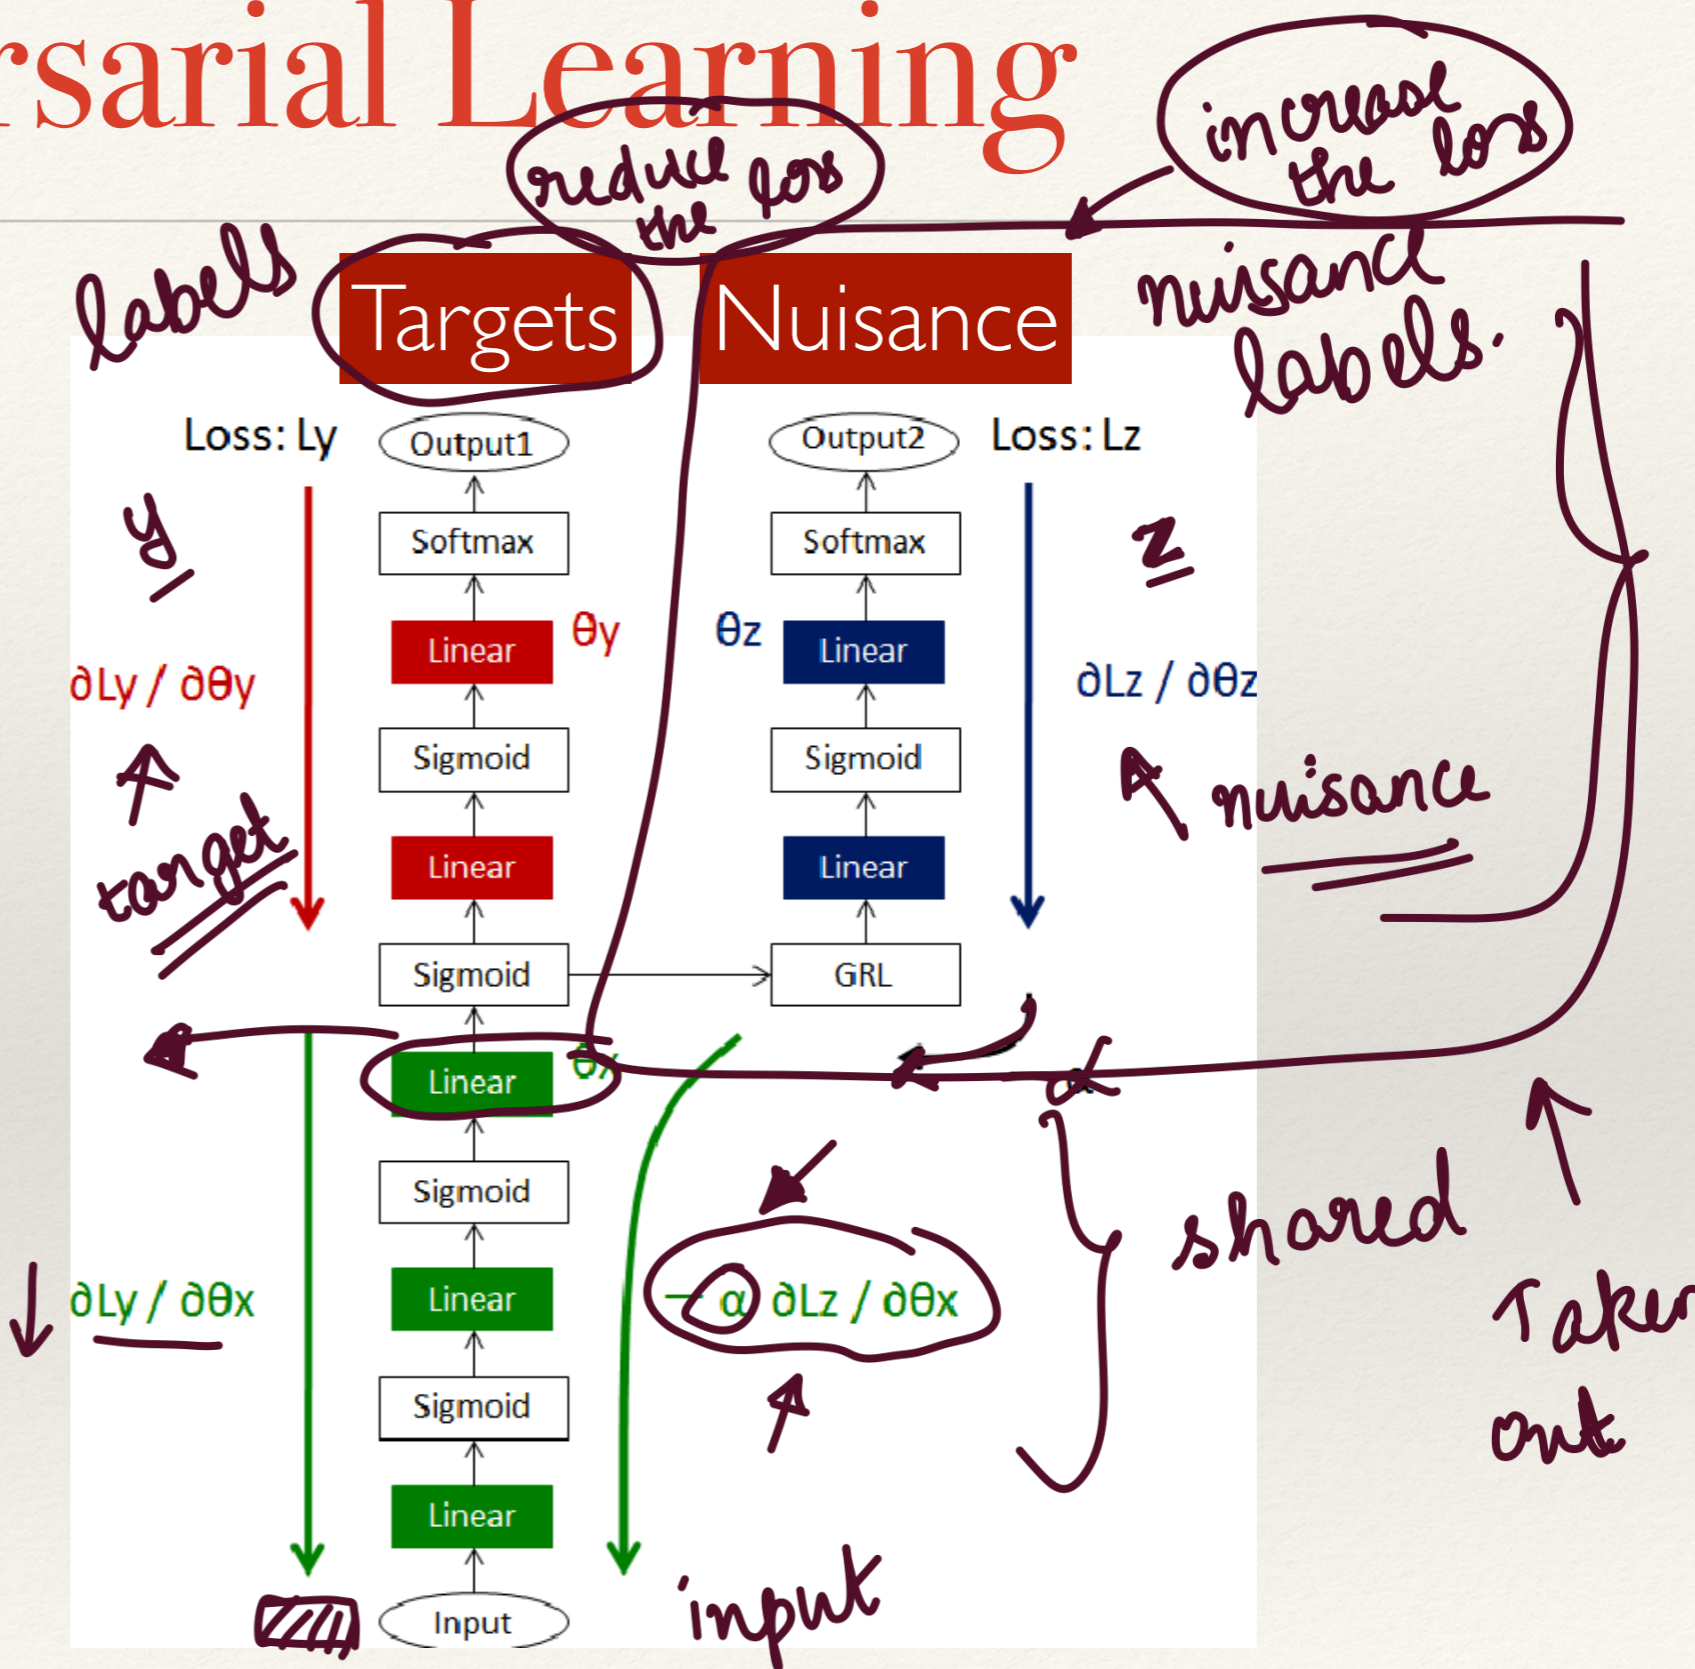 rsarial Learning
increase
the loss
reduce loss
the
labels
Targets
Nuisance
nuisance
labels.
Loss: Ly
Output1
Output2
Loss: Lz
y
Softmax
Softmax
z
Linear
θy
θz
Linear
∂Ly / ∂θy
∂Lz / ∂θz
Sigmoid
Sigmoid
nuisance
target
Linear
Linear
Sigmoid
GRL
Linear
θx
α
Sigmoid
shared
∂Ly / ∂θx
Linear
− α ∂Lz / ∂θx
Taken
out
Sigmoid
Linear
Input
input